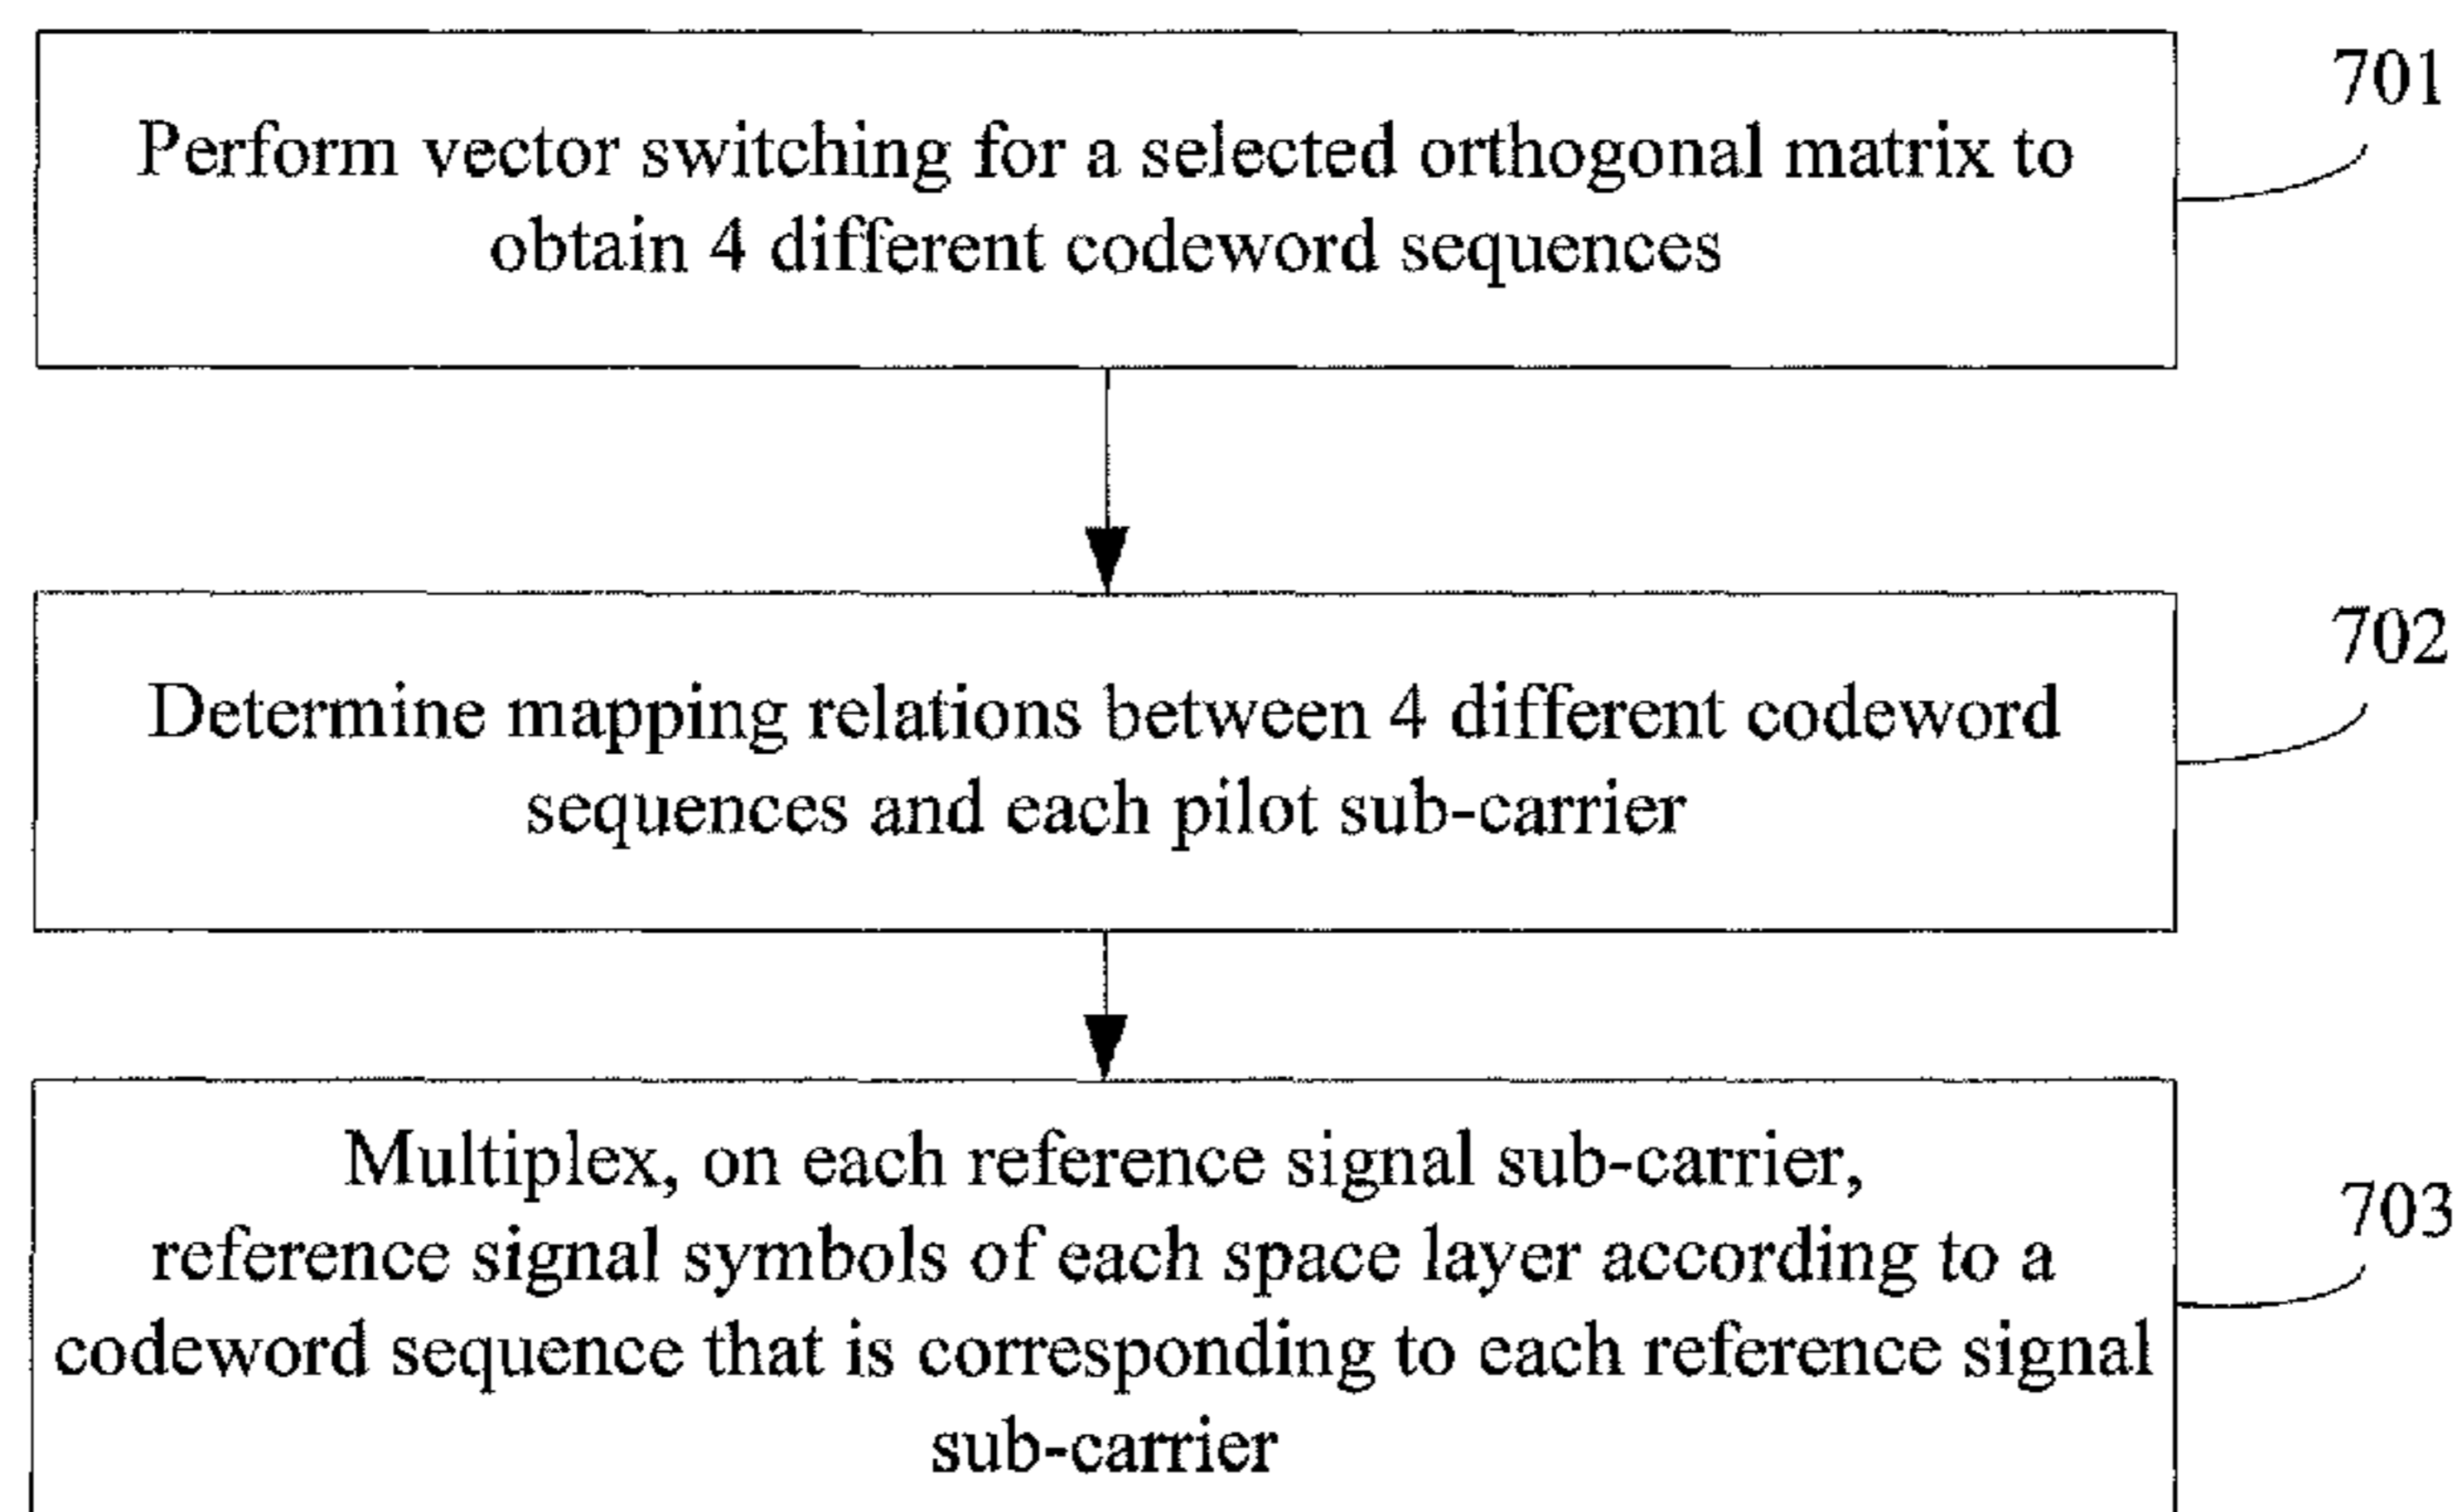 701
Perform vector switching for a selected orthogonal matrix to
obtain 4 different codeword sequences
702
Determine mapping relations between 4 different codeword
sequences and each pilot sub-carrier
703
Multiplex, on each reference signal sub-carrier,
reference signal symbols of each space layer according to a
codeword sequence that is corresponding to each reference signal
sub-carrier